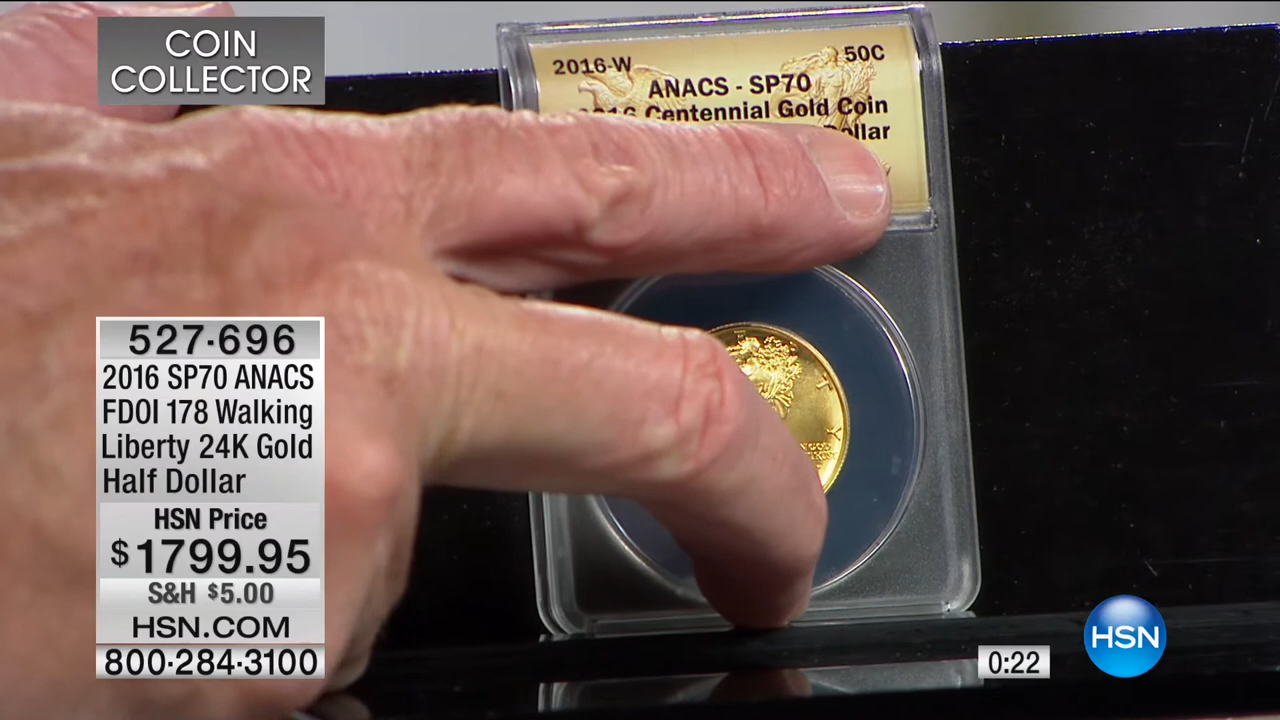 COIN
COLLECTOR
2016-W 50C
ANACS - SP70
Centennial Gold Coin
Dollar
527-696
2016 SP70 ANACS
FDOI 178 Walking
Liberty 24K Gold
Half Dollar
HSN Price
$1799.95
S&H $5.00
HSN.COM
800-284-3100
T
Y
0:22
HSN